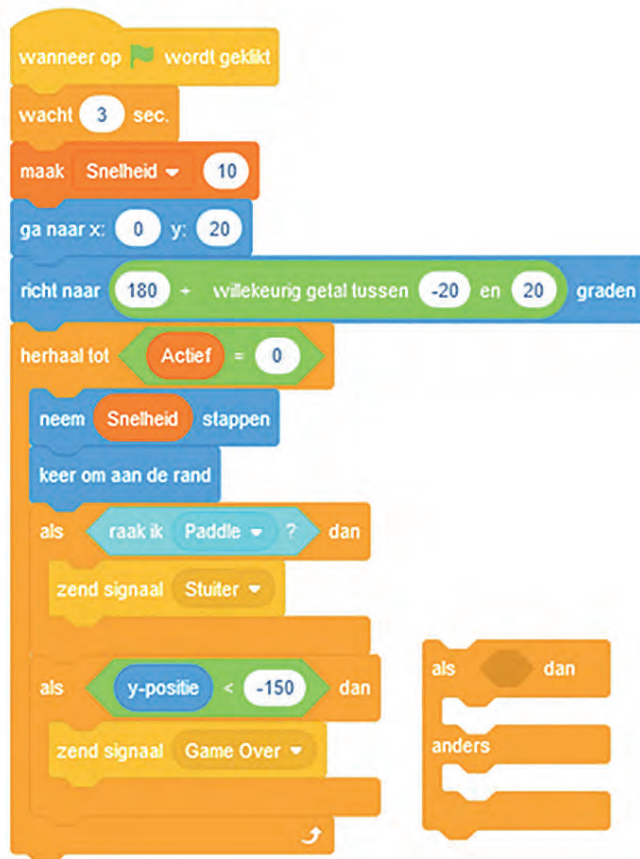 wanneer op wordt geklikt
wacht 3 sec.
maak Snelheid 10
ga naar x: 0 y: 20
richt naar 180 + willekeurig getal tussen -20 en 20 graden
herhaal tot Actief = 0
neem Snelheid stappen
keer om aan de rand
als raak ik Paddle ? dan
zend signaal Stuiter
als y-positie < -150 dan
zend signaal Game Over
als dan
anders